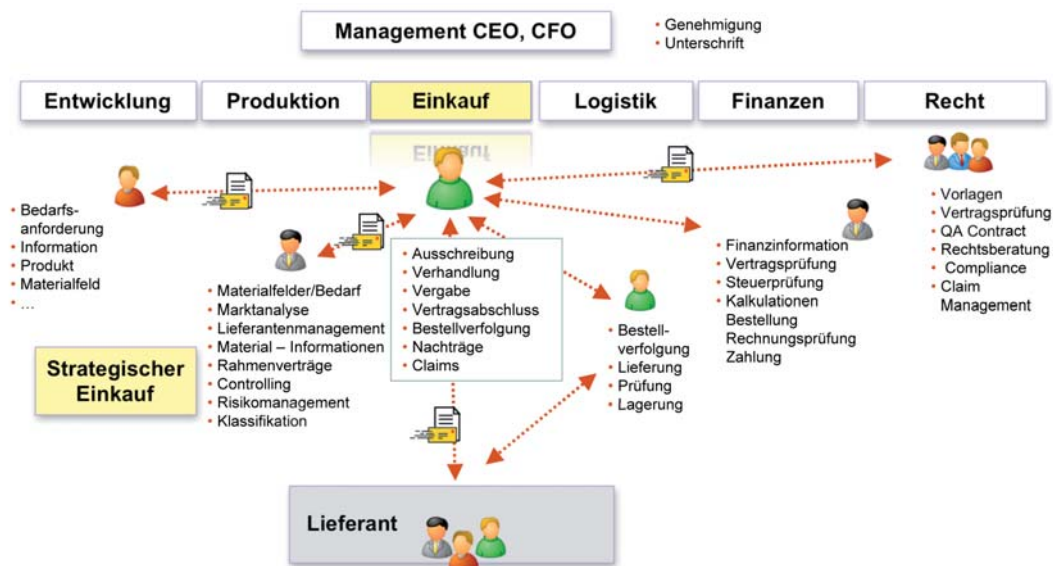 Management CEO, CFO
• Genehmigung
• Unterschrift
Entwicklung
Produktion
Einkauf
Logistik
Finanzen
Recht
Einkauf
• Bedarfs-
anforderung
• Information
• Produkt
• Materialfeld
• …
Strategischer
Einkauf
• Materialfelder/Bedarf
• Marktanalyse
• Lieferantenmanagement
• Material – Informationen
• Rahmenverträge
• Controlling
• Risikomanagement
• Klassifikation
• Ausschreibung
• Verhandlung
• Vergabe
• Vertragsabschluss
• Bestellverfolgung
• Nachträge
• Claims
• Bestell-
verfolgung
• Lieferung
• Prüfung
• Lagerung
• Finanzinformation
• Vertragsprüfung
• Steuerprüfung
• Kalkulationen
Bestellung
Rechnungsprüfung
Zahlung
• Vorlagen
• Vertragsprüfung
• QA Contract
• Rechtsberatung
• Compliance
• Claim
Management
Lieferant